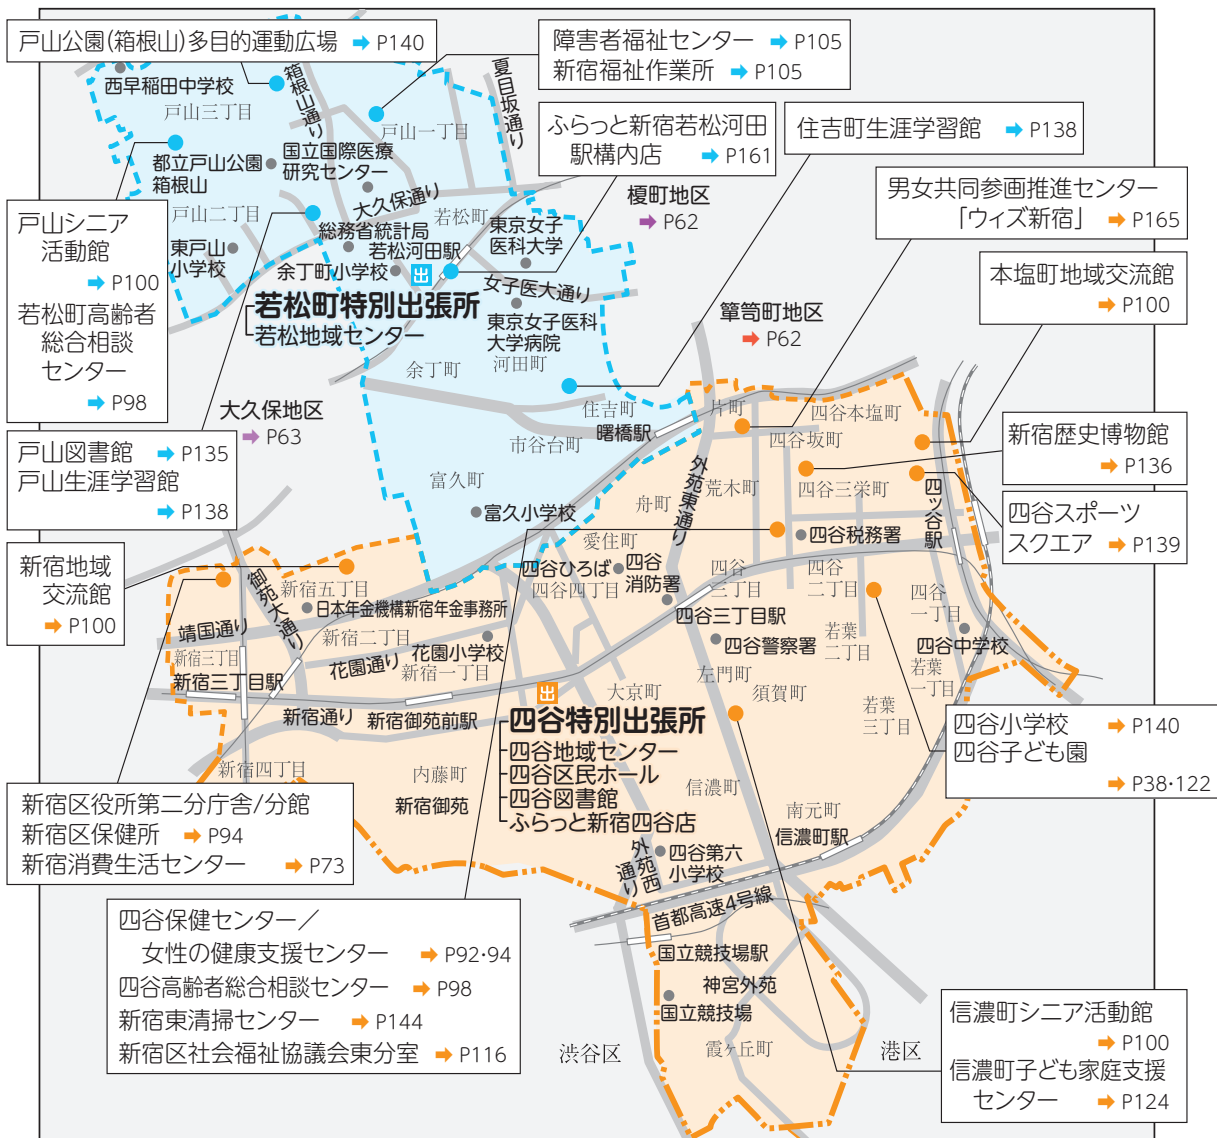 戸山公園(箱根山)多目的運動広場 ➡ P140
障害者福祉センター ➡ P105
新宿福祉作業所 ➡ P105
ふらっと新宿若松河田
駅構内店 ➡ P161
住吉町生涯学習館 ➡ P138
男女共同参画推進センター
「ウィズ新宿」 ➡ P165
本塩町地域交流館
➡ P100
新宿歴史博物館
➡ P136
四谷スポーツ
スクエア ➡ P139
戸山シニア
活動館
➡ P100
若松町高齢者
総合相談
センター
➡ P98
戸山図書館 ➡ P135
戸山生涯学習館
➡ P138
新宿地域
交流館
➡ P100
西早稲田中学校
箱根山通り
夏目坂通り
戸山三丁目
戸山一丁目
都立戸山公園
箱根山
国立国際医療
研究センター
戸山二丁目
大久保通り
若松町
総務省統計局
若松河田駅
東京女子
医科大学
東戸山
小学校
余丁町小学校
出
女子医大通り
若松町特別出張所
若松地域センター
東京女子医科
大学病院
河田町
余丁町
榎町地区
➡ P62
箪笥町地区
➡ P62
大久保地区
➡ P63
住吉町
曙橋駅
市谷台町
富久町
富久小学校
片町
四谷本塩町
四谷坂町
外苑東通り
荒木町
四谷三栄町
舟町
四ッ谷駅
愛住町
四谷税務署
四谷ひろば
四谷
消防署
四谷四丁目
四谷
三丁目
四谷
二丁目
四谷
一丁目
四谷三丁目駅
四谷警察署
若葉
二丁目
四谷中学校
若葉
一丁目
若葉
三丁目
左門町
須賀町
御苑大通り
新宿五丁目
日本年金機構新宿年金事務所
靖国通り
新宿二丁目
新宿三丁目
花園通り
花園小学校
新宿一丁目
新宿三丁目駅
新宿通り
新宿御苑前駅
出
大京町
四谷特別出張所
四谷地域センター
四谷区民ホール
四谷図書館
ふらっと新宿四谷店
新宿四丁目
内藤町
新宿御苑
信濃町
南元町
信濃町駅
外苑西
通り
四谷第六
小学校
首都高速4号線
国立競技場駅
神宮外苑
国立競技場
霞ヶ丘町
渋谷区
港区
四谷小学校 ➡ P140
四谷子ども園
➡ P38・122
新宿区役所第二分庁舎/分館
新宿区保健所 ➡ P94
新宿消費生活センター ➡ P73
四谷保健センター／
女性の健康支援センター ➡ P92・94
四谷高齢者総合相談センター ➡ P98
新宿東清掃センター ➡ P144
新宿区社会福祉協議会東分室 ➡ P116
信濃町シニア活動館
➡ P100
信濃町子ども家庭支援
センター ➡ P124